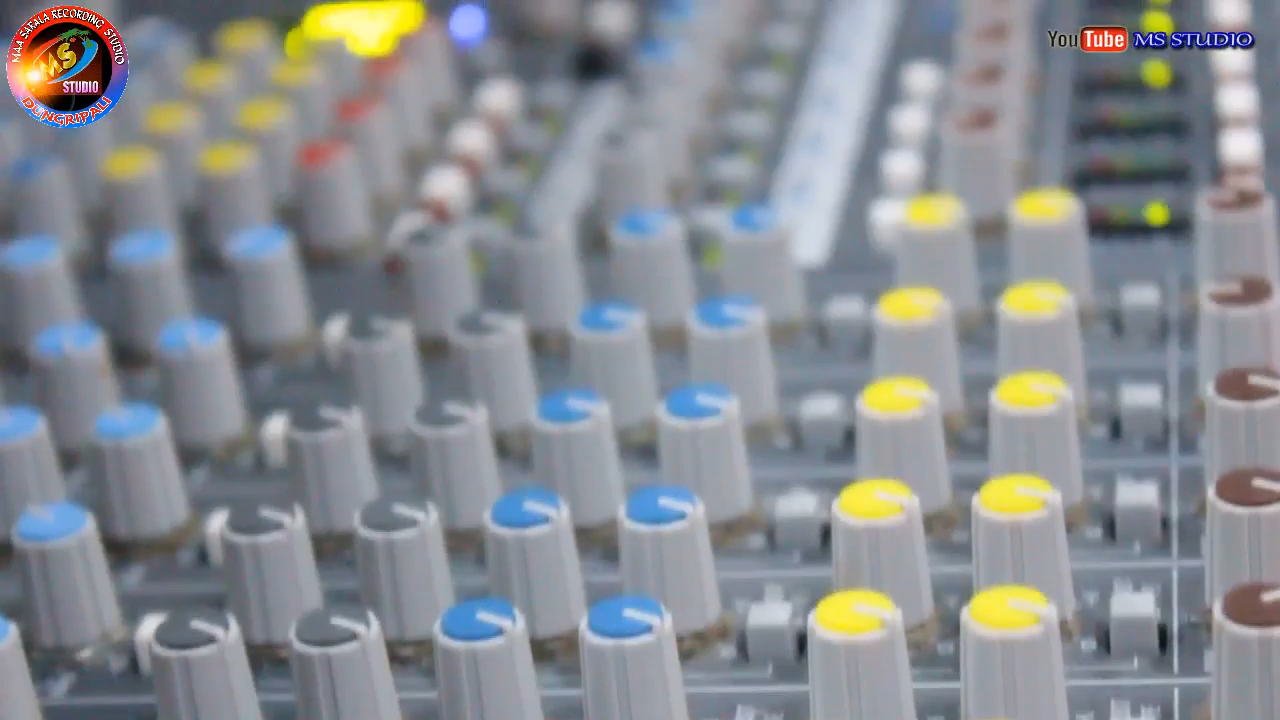 MAA SARALA RECORDING STUDIO
MS
STUDIO
DUNGRIPALI
YouTube MS STUDIO